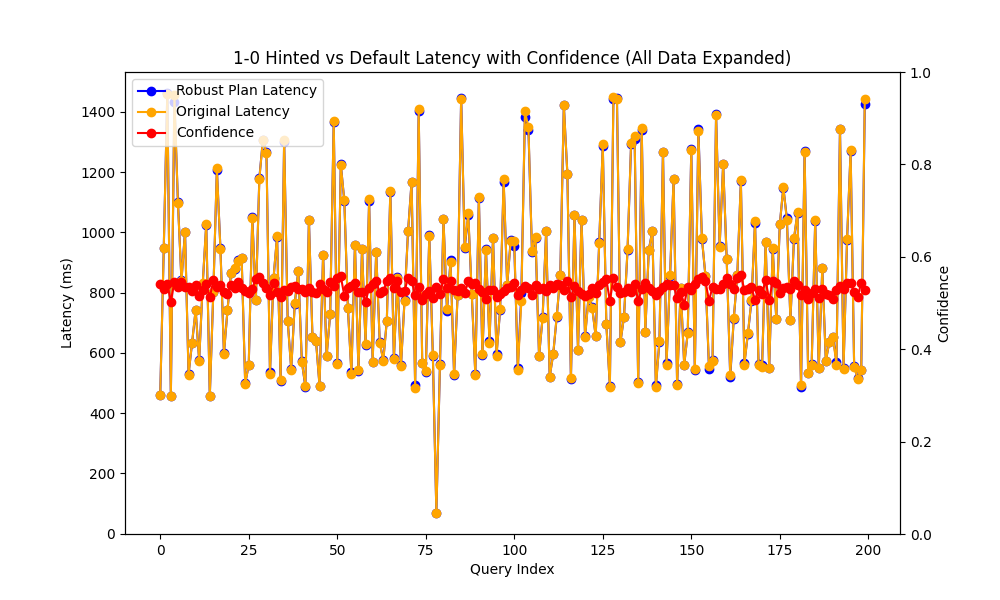 1-0 Hinted vs Default Latency with Confidence (All Data Expanded)
Robust Plan Latency
Original Latency
Confidence
1400
1200
1000
800
600
400
200
0
Latency (ms)
1.0
0.8
0.6
0.4
0.2
0.0
Confidence
0 25 50 75 100 125 150 175 200
Query Index